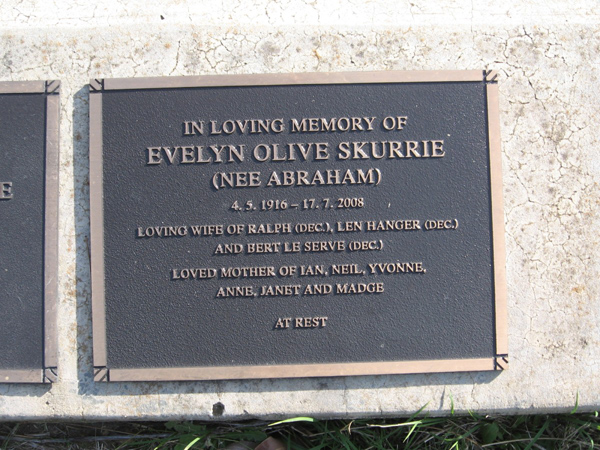 IN LOVING MEMORY OF
EVELYN OLIVE SKURRIE
(NEE ABRAHAM)
4. 5. 1916 – 17. 7. 2008
LOVING WIFE OF RALPH (DEC.), LEN HANGER (DEC.)
AND BERT LE SERVE (DEC.)
LOVED MOTHER OF IAN, NEIL, YVONNE,
ANNE, JANET AND MADGE
AT REST